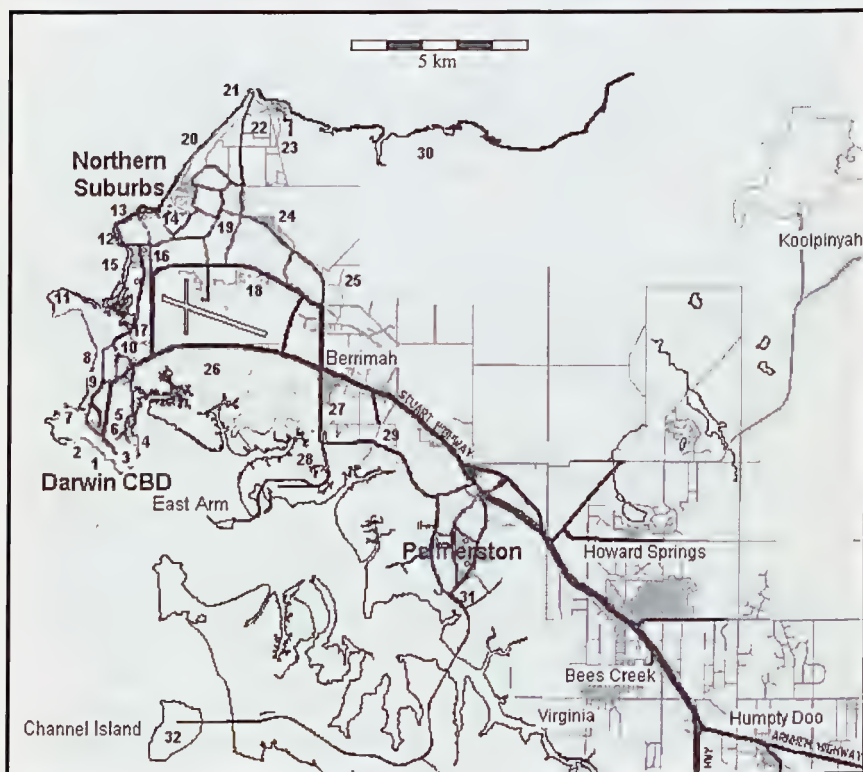 5 km
21
22
20
23
30
Northern
Suburbs
13
14
19
24
12
Koolpinyah
15
16
18
25
11
17
10
8
Berrimah
26
9
STUART HIGHWAY
27
7
5
6
29
2
4
1
3
28
Darwin CBD
East Arm
Palmerston
Howard Springs
31
Bees Creek
Virginia
Humpty Doo
Channel Island
32
ARNHEM HIGHWAY
HWY